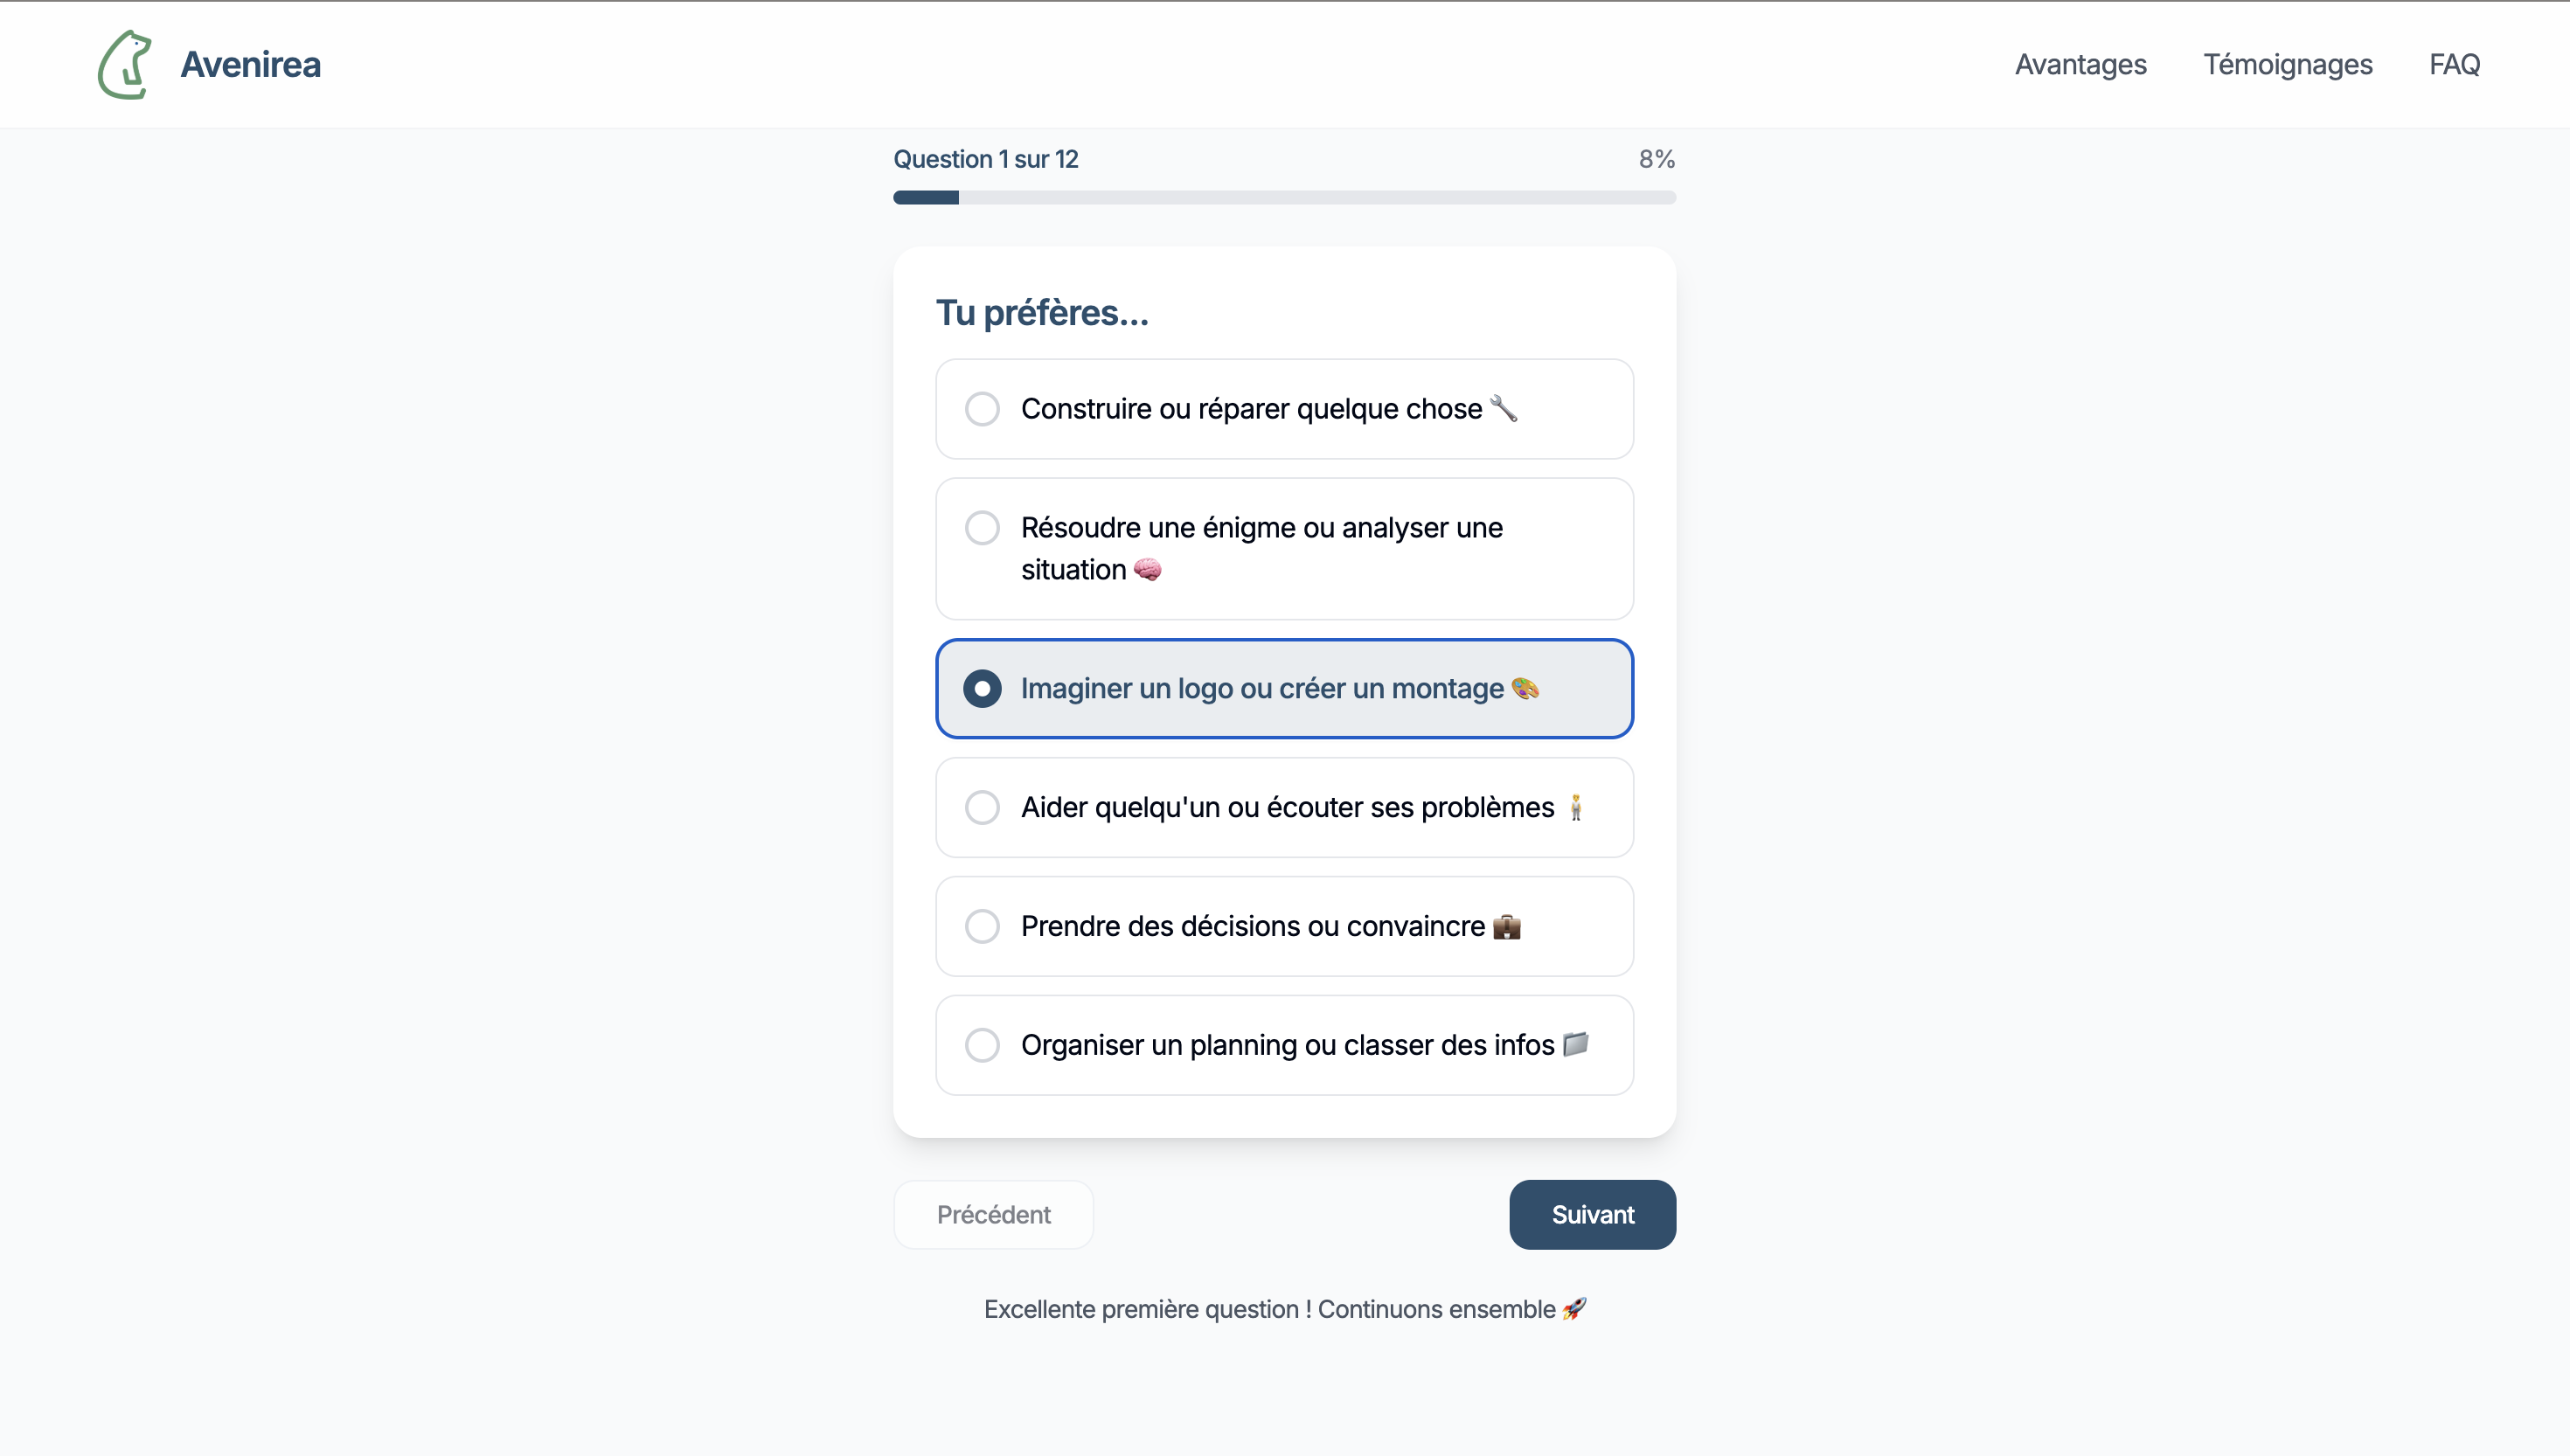 Avenirea
Avantages
Témoignages
FAQ
Question 1 sur 12
8%
Tu préfères...
Construire ou réparer quelque chose 🔧
Résoudre une énigme ou analyser une
situation 🧠
Imaginer un logo ou créer un montage 🎨
Aider quelqu'un ou écouter ses problèmes 🧍
Prendre des décisions ou convaincre 💼
Organiser un planning ou classer des infos 📁
Précédent
Suivant
Excellente première question ! Continuons ensemble 🚀